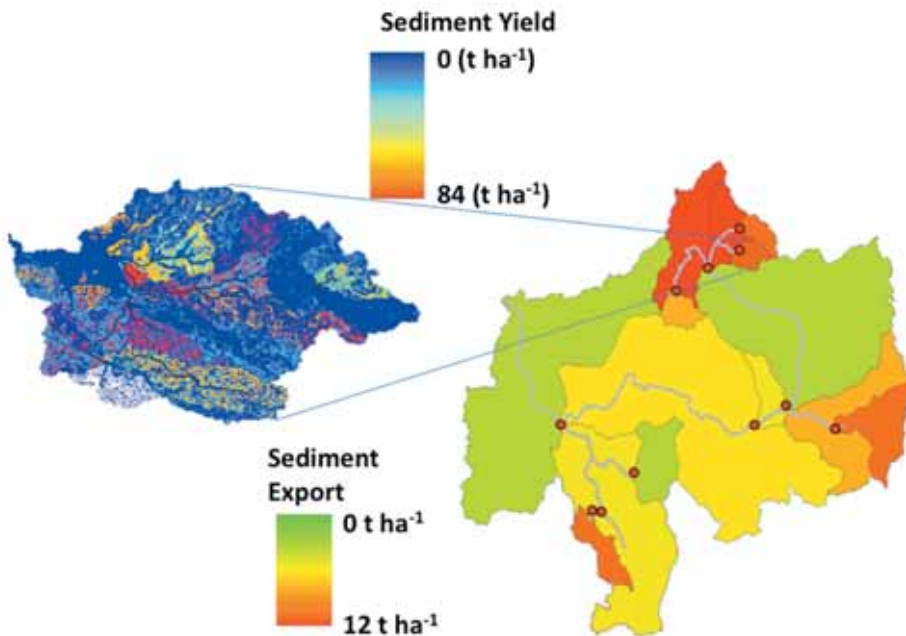 Sediment Yield
0 (t ha⁻¹)
84 (t ha⁻¹)
Sediment
Export
0 t ha⁻¹
12 t ha⁻¹